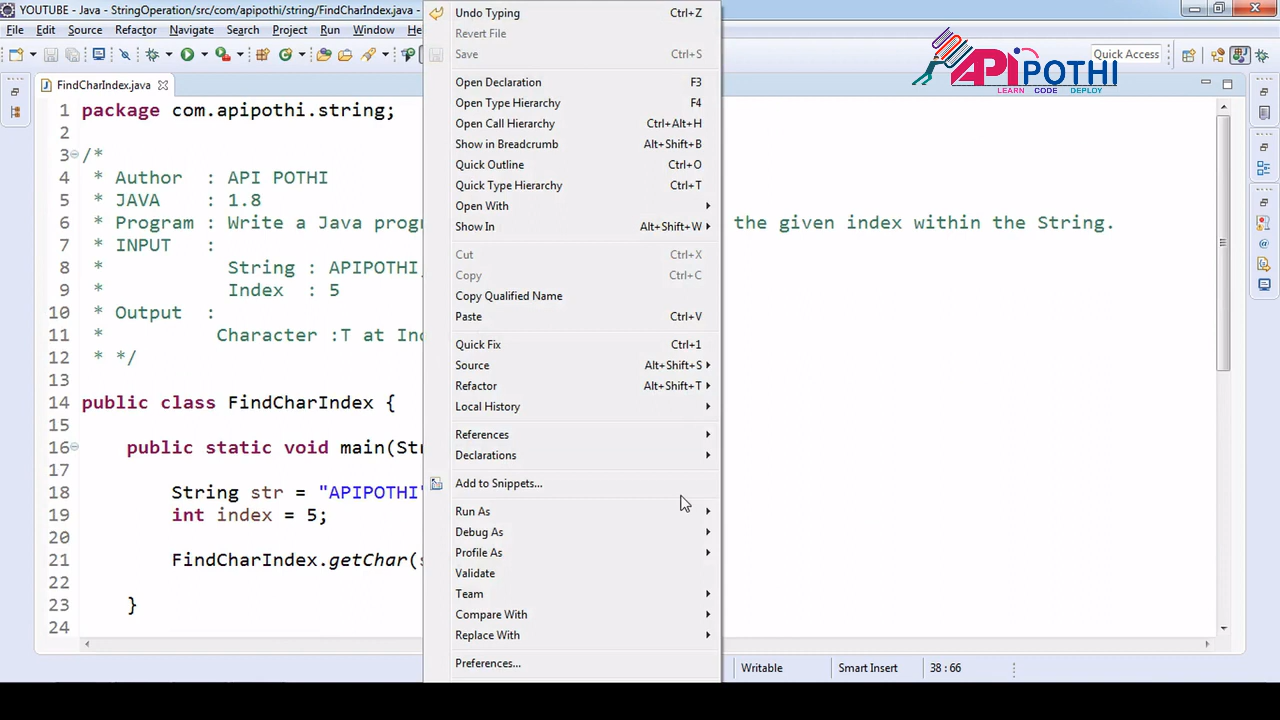 YOUTUBE - Java - StringOperation/src/com/apipothi/string/FindCharIndex.java -
File Edit Source Refactor Navigate Search Project Run Window He
Quick Access
APIPOTHI
LEARN CODE DEPLOY
FindCharIndex.java
1 package com.apipothi.string;
2
3 /*
4 * Author : API POTHI
5 * JAVA : 1.8
6 * Program : Write a Java prog the given index within the String.
7 * INPUT :
8 * String : APIPOTHI
9 * Index : 5
10 * Output :
11 * Character :T at In
12 * */
13
14 public class FindCharIndex {
15
16 public static void main(Str
17
18 String str = "APIPOTHI"
19 int index = 5;
20
21 FindCharIndex.getChar(s
22
23 }
24
Undo Typing Ctrl+Z
Revert File
Save Ctrl+S
Open Declaration F3
Open Type Hierarchy F4
Open Call Hierarchy Ctrl+Alt+H
Show in Breadcrumb Alt+Shift+B
Quick Outline Ctrl+O
Quick Type Hierarchy Ctrl+T
Open With
Show In Alt+Shift+W
Cut Ctrl+X
Copy Ctrl+C
Copy Qualified Name
Paste Ctrl+V
Quick Fix Ctrl+1
Source Alt+Shift+S
Refactor Alt+Shift+T
Local History
References
Declarations
Add to Snippets...
Run As
Debug As
Profile As
Validate
Team
Compare With
Replace With
Preferences...
Writable Smart Insert 38 : 66